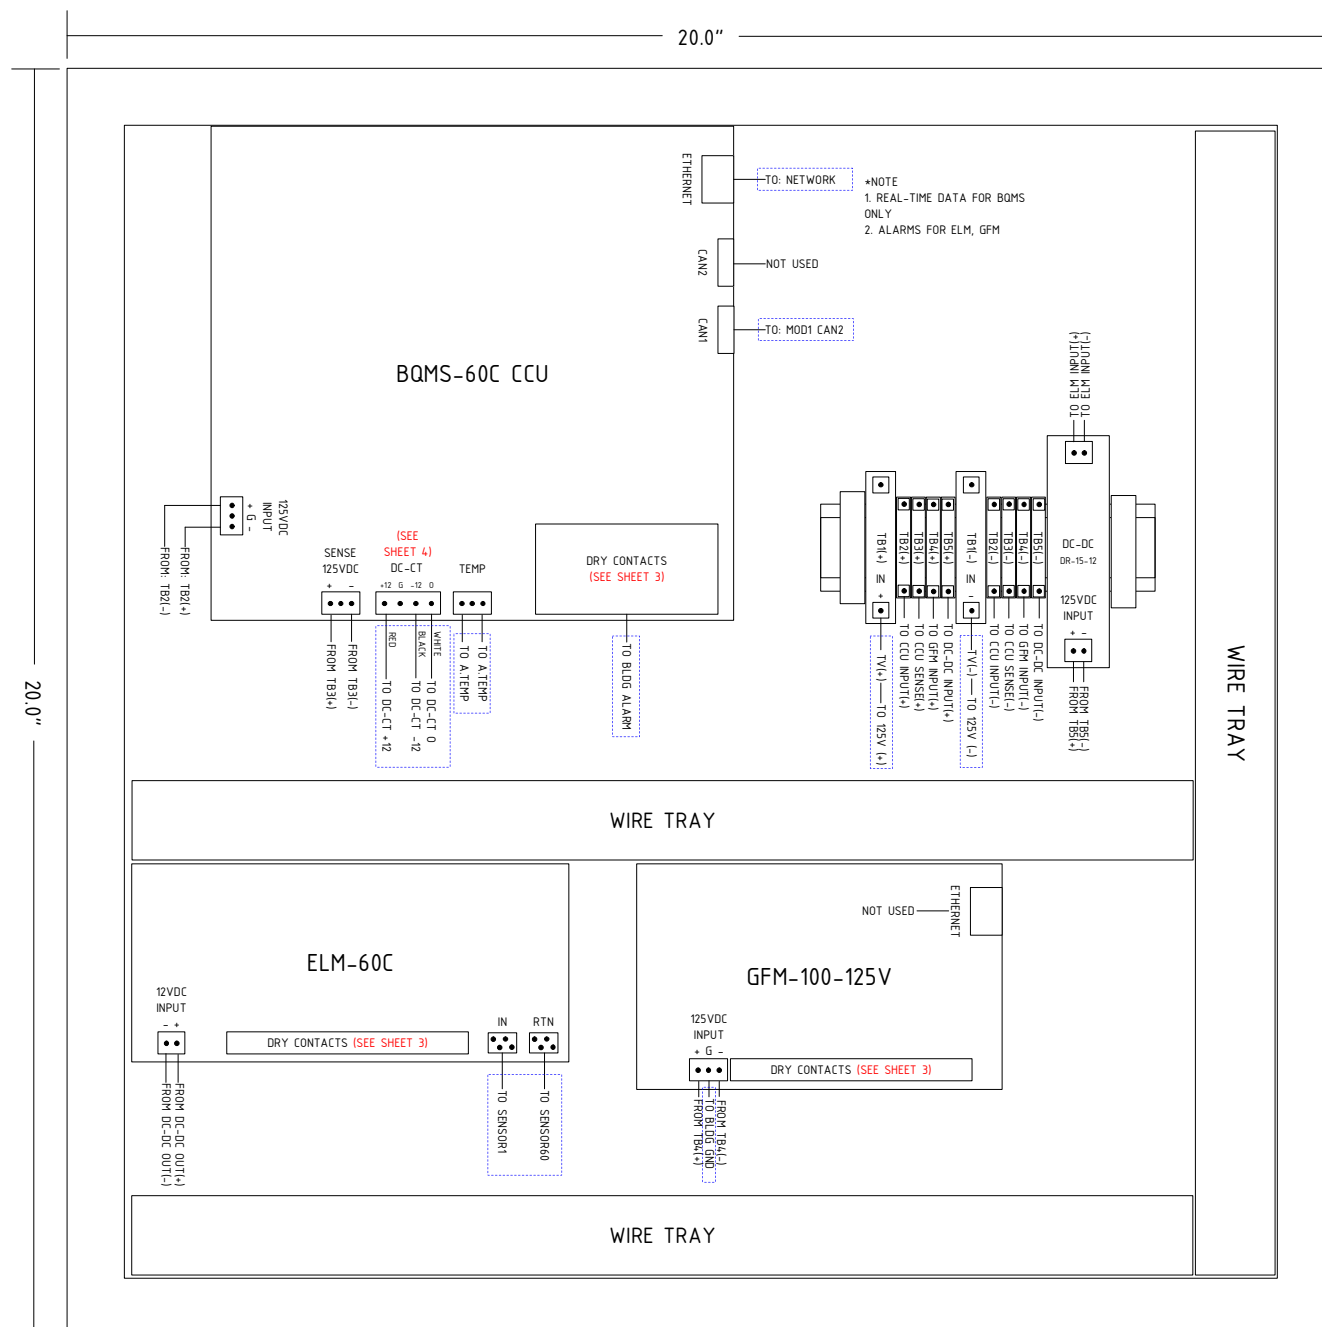 20.0"
20.0"
ETHERNET
TO: NETWORK
*NOTE
1. REAL-TIME DATA FOR BQMS
ONLY
2. ALARMS FOR ELM, GFM
CAN2
NOT USED
CAN1
TO: MOD1 CAN2
BQMS-60C CCU
125VDC
INPUT
+ G -
FROM: TB2(-)
FROM: TB2(+)
SENSE
125VDC
+ -
FROM TB3(+)
FROM TB3(-)
(SEE
SHEET 4)
DC-CT
+12 G -12 O
RED
BLACK
WHITE
TO DC-CT +12
TO DC-CT -12
TO DC-CT O
TEMP
TO A.TEMP
TO A.TEMP
DRY CONTACTS
(SEE SHEET 3)
TO BLDG ALARM
TB1(+) IN +
TB2(+)
TB3(+)
TB4(+)
TB5(+)
TB1(-) IN -
TB2(-)
TB3(-)
TB4(-)
TB5(-)
TV(+)
TO 125V (+)
TO CCU INPUT(+)
TO CCU SENSE(+)
TO GFM INPUT(+)
TO DC-DC INPUT(+)
TV(-)
TO 125V (-)
TO CCU INPUT(-)
TO CCU SENSE(-)
TO GFM INPUT(-)
TO DC-DC INPUT(-)
TO ELM INPUT(+)
TO ELM INPUT(-)
DC-DC
DR-15-12
125VDC
INPUT
+ -
FROM TB5(+)
FROM TB5(-)
WIRE TRAY
WIRE TRAY
ELM-60C
12VDC
INPUT
- +
FROM DC-DC OUT(-)
FROM DC-DC OUT(+)
DRY CONTACTS (SEE SHEET 3)
IN
RTN
TO SENSOR1
TO SENSOR60
GFM-100-125V
ETHERNET
NOT USED
125VDC
INPUT
+ G -
FROM TB4(+)
TO BLDG GND
FROM TB4(-)
DRY CONTACTS (SEE SHEET 3)
WIRE TRAY